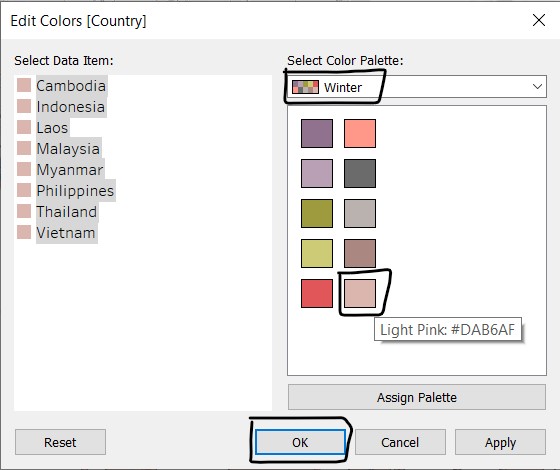 Edit Colors [Country]
Select Data Item:
Cambodia
Indonesia
Laos
Malaysia
Myanmar
Philippines
Thailand
Vietnam
Select Color Palette:
Winter
Light Pink: #DAB6AF
Assign Palette
Reset
OK
Cancel
Apply